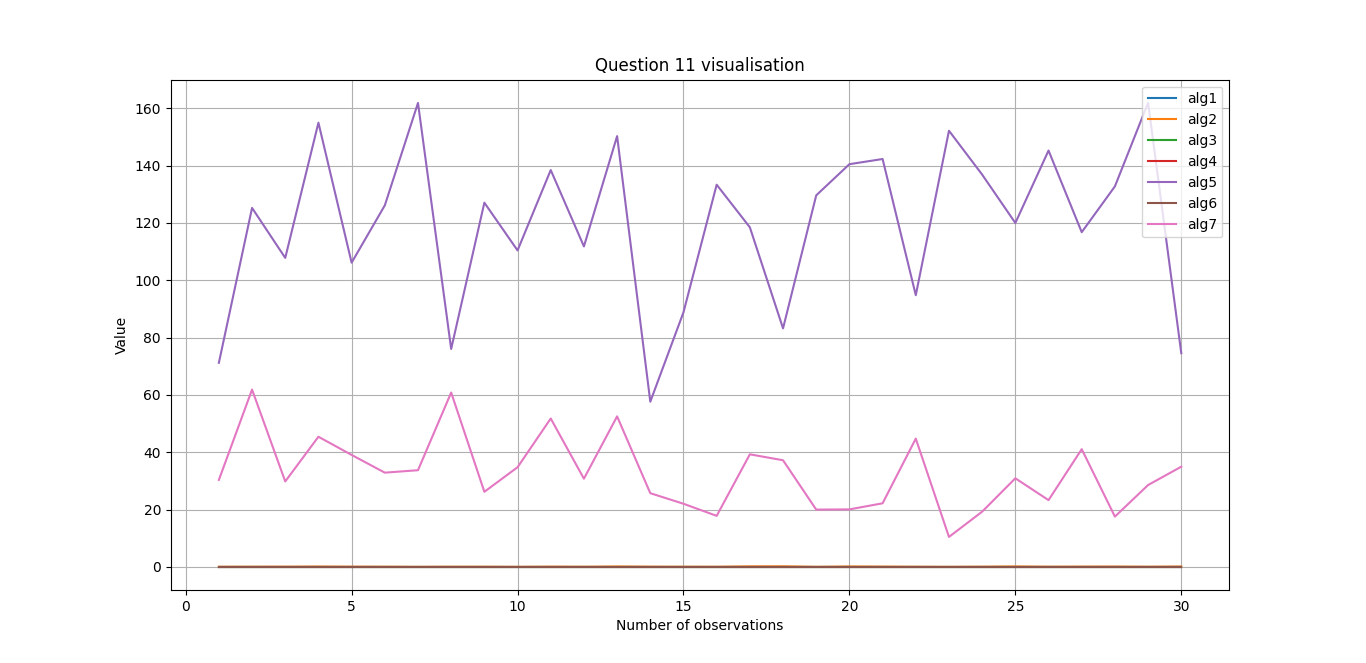 Question 11 visualisation
alg1
alg2
alg3
alg4
alg5
alg6
alg7
Value
160
140
120
100
80
60
40
20
0
0 5 10 15 20 25 30
Number of observations